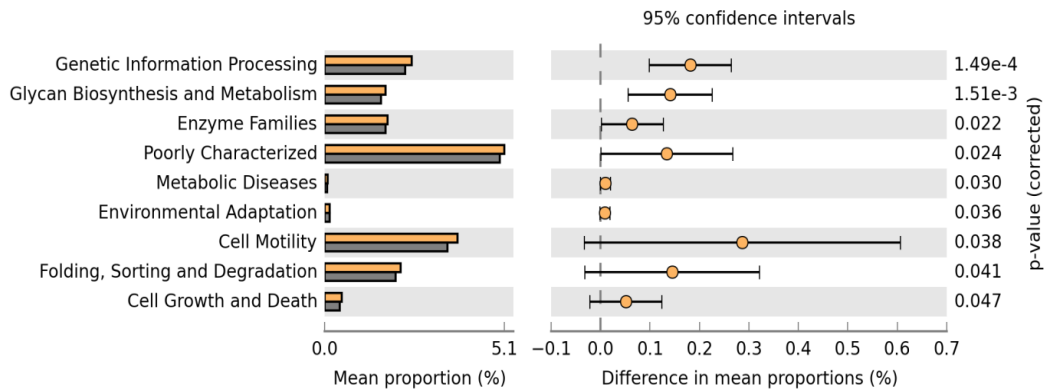 95% confidence intervals
Genetic Information Processing 1.49e-4
Glycan Biosynthesis and Metabolism 1.51e-3
Enzyme Families 0.022
Poorly Characterized 0.024
Metabolic Diseases 0.030
Environmental Adaptation 0.036
Cell Motility 0.038
Folding, Sorting and Degradation 0.041
Cell Growth and Death 0.047
p-value (corrected)
0.0 5.1 −0.1 0.0 0.1 0.2 0.3 0.4 0.5 0.6 0.7
Mean proportion (%) Difference in mean proportions (%)